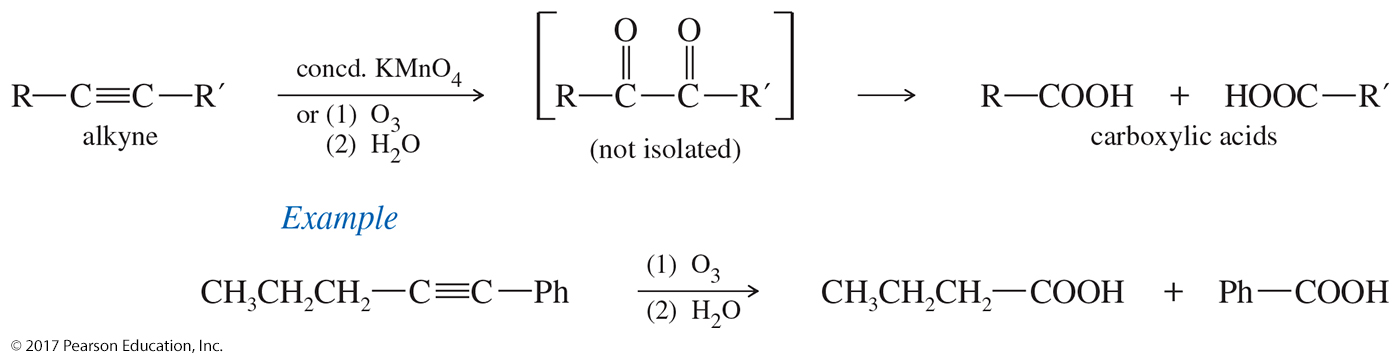 O O
R—C≡C—R′ concd. KMnO₄ R—C—C—R′ R—COOH + HOOC—R′
alkyne or (1) O₃ (not isolated) carboxylic acids
(2) H₂O
Example
CH₃CH₂CH₂—C≡C—Ph (1) O₃ CH₃CH₂CH₂—COOH + Ph—COOH
(2) H₂O
© 2017 Pearson Education, Inc.